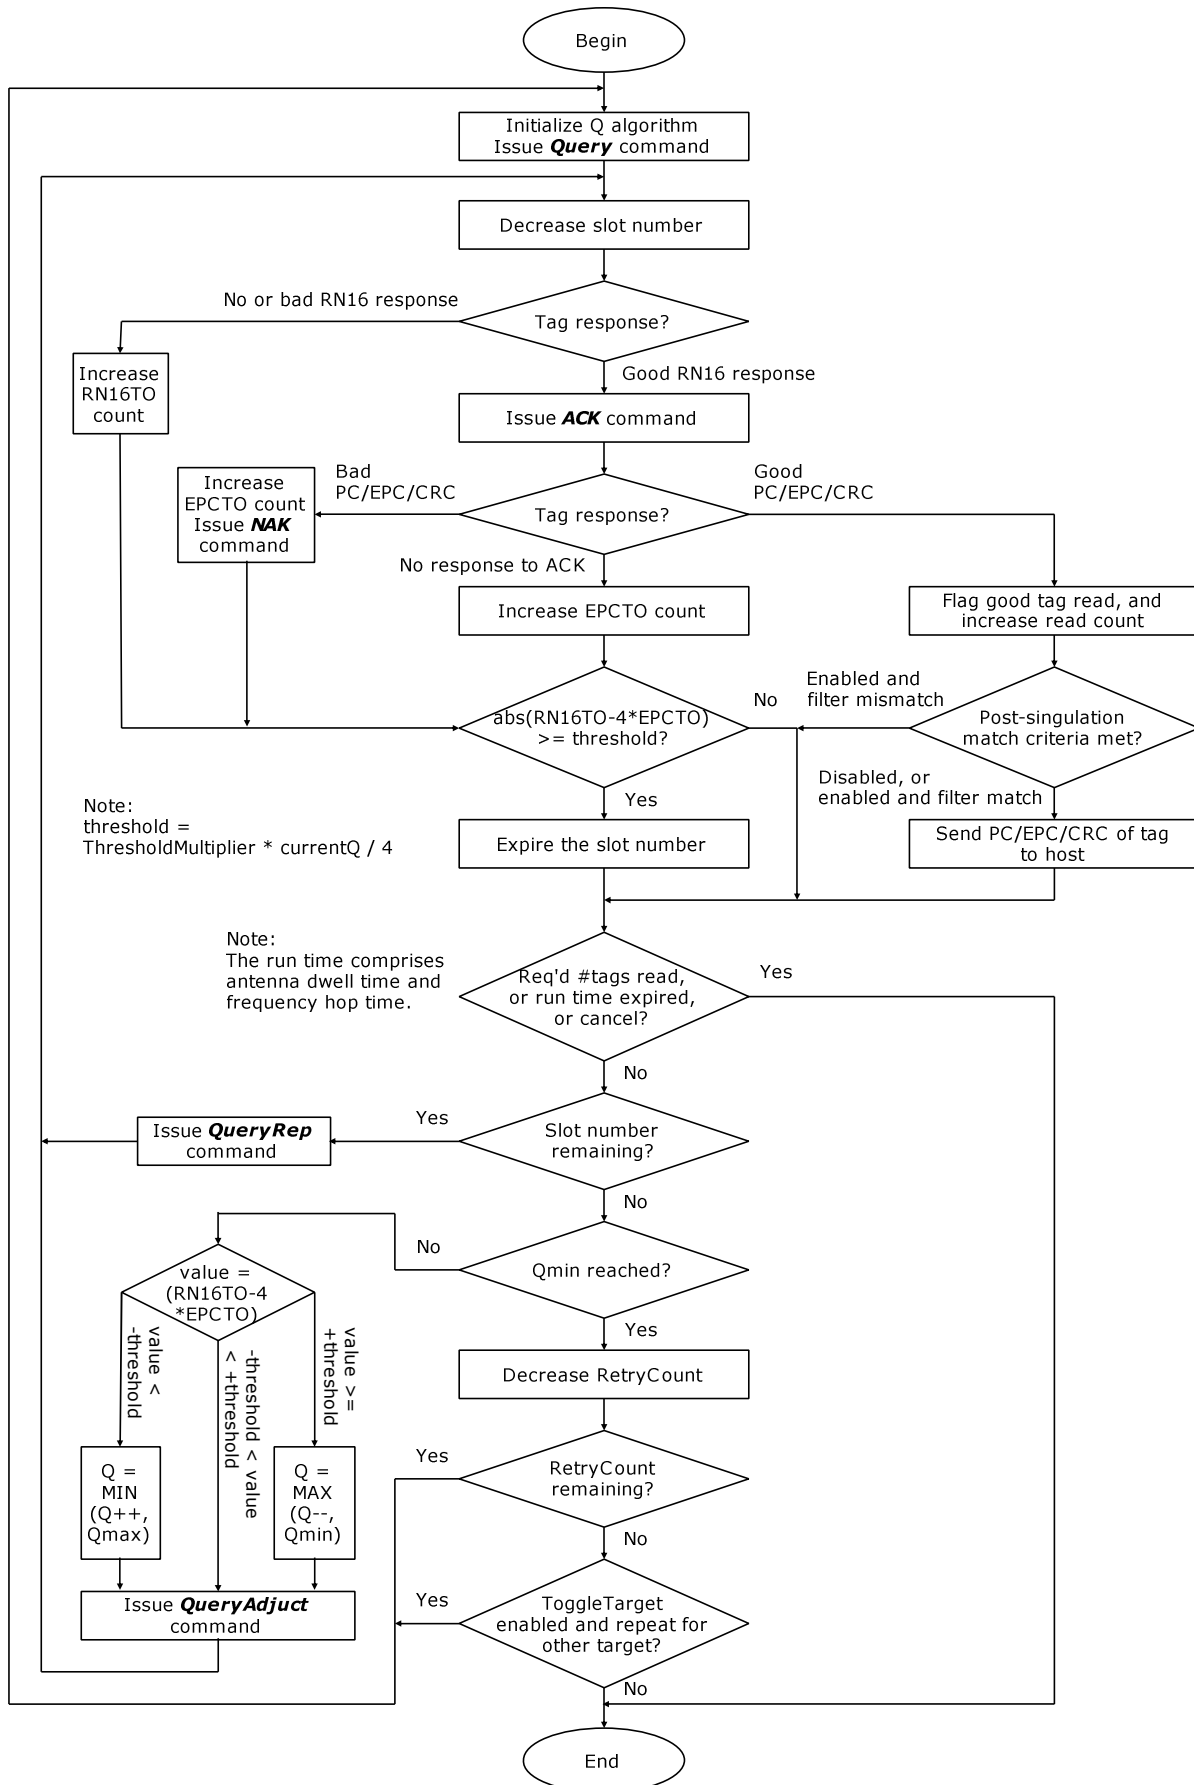 Begin
Initialize Q algorithm
Issue Query command
Decrease slot number
No or bad RN16 response
Tag response?
Increase
RN16TO
count
Good RN16 response
Issue ACK command
Bad
PC/EPC/CRC
Good
PC/EPC/CRC
Increase
EPCTO count
Issue NAK
command
Tag response?
No response to ACK
Increase EPCTO count
Flag good tag read, and
increase read count
abs(RN16TO-4*EPCTO)
>= threshold?
No
Enabled and
filter mismatch
Post-singulation
match criteria met?
Yes
Disabled, or
enabled and filter match
Note:
threshold =
ThresholdMultiplier * currentQ / 4
Expire the slot number
Send PC/EPC/CRC of tag
to host
Note:
The run time comprises
antenna dwell time and
frequency hop time.
Req'd #tags read,
or run time expired,
or cancel?
Yes
No
Issue QueryRep
command
Yes
Slot number
remaining?
No
No
Qmin reached?
value =
(RN16TO-4
*EPCTO)
Yes
value <
-threshold
-threshold < value
< +threshold
value >=
+threshold
Decrease RetryCount
Q =
MIN
(Q++,
Qmax)
Q =
MAX
(Q--,
Qmin)
Yes
RetryCount
remaining?
No
Issue QueryAdjuct
command
Yes
ToggleTarget
enabled and repeat for
other target?
No
End